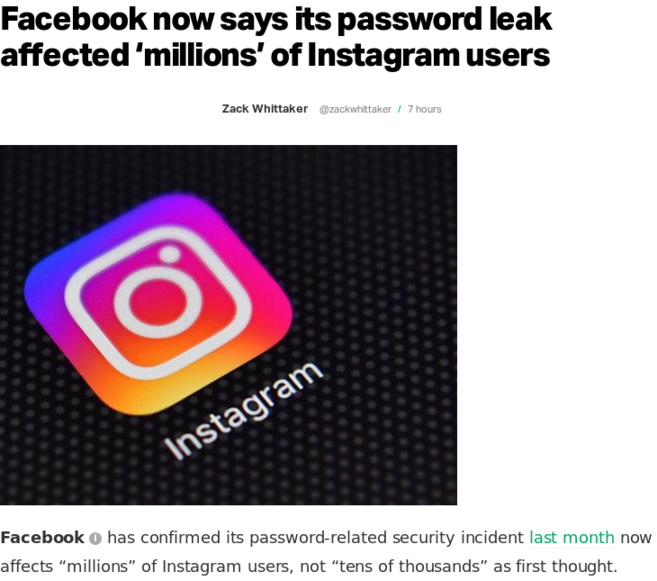 Facebook now says its password leak
affected ‘millions’ of Instagram users
Zack Whittaker @zackwhittaker / 7 hours
Instagram
Facebook i has confirmed its password-related security incident last month now
affects “millions” of Instagram users, not “tens of thousands” as first thought.